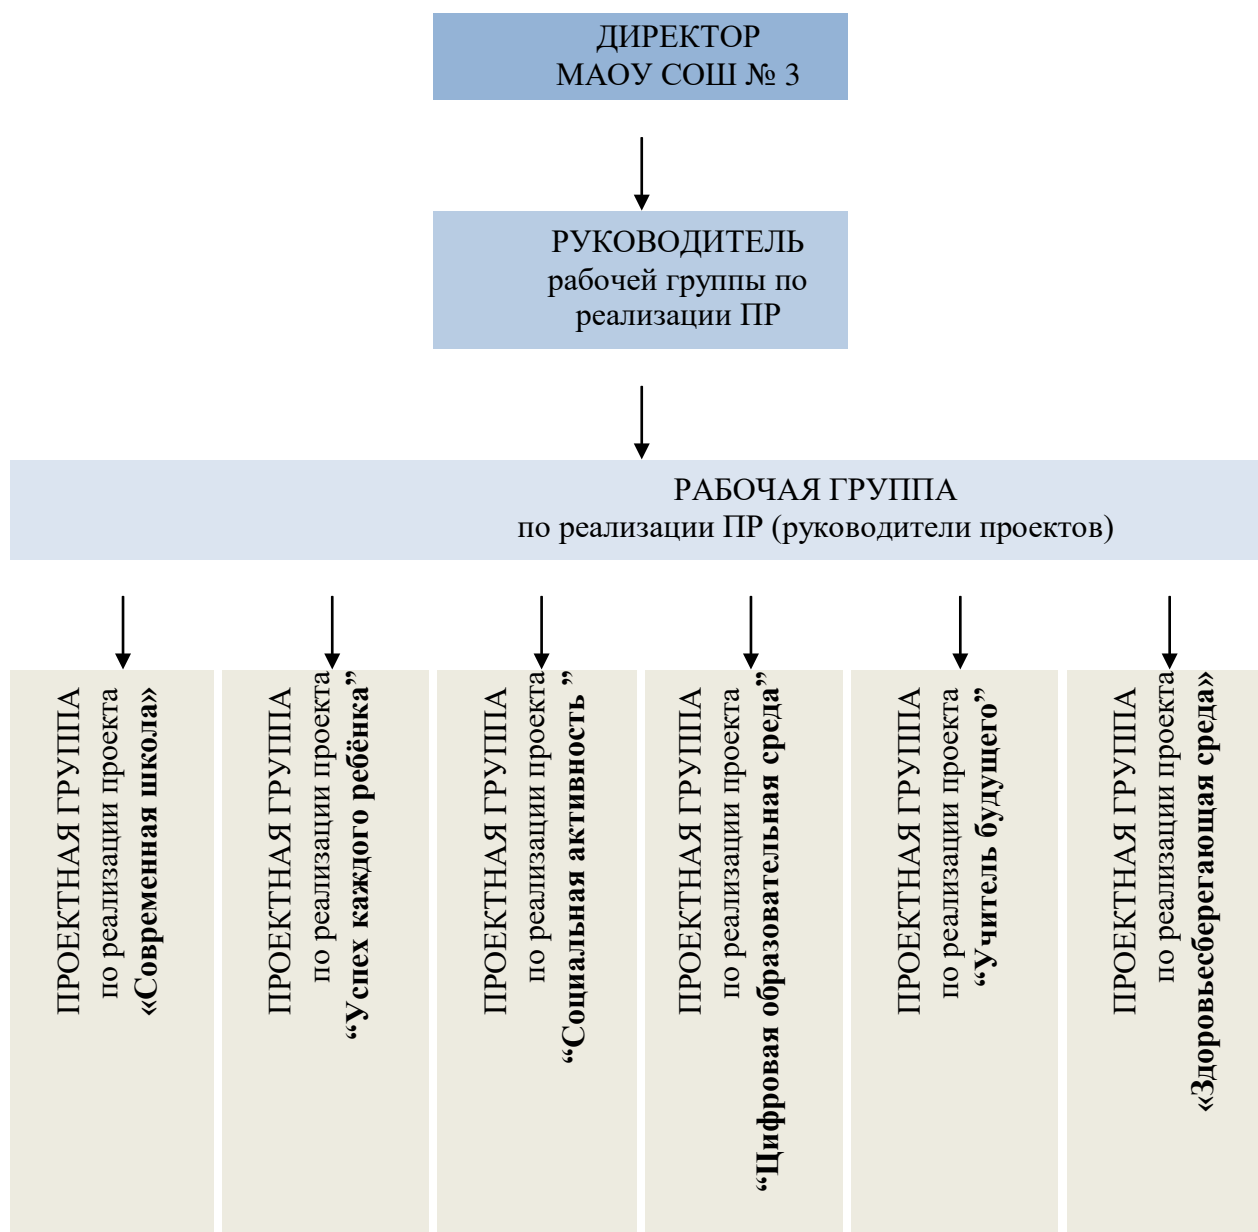 ДИРЕКТОР
МАОУ СОШ № 3
РУКОВОДИТЕЛЬ
рабочей группы по
реализации ПР
РАБОЧАЯ ГРУППА
по реализации ПР (руководители проектов)
ПРОЕКТНАЯ ГРУППА
по реализации проекта
«Современная школа»
ПРОЕКТНАЯ ГРУППА
по реализации проекта
“Успех каждого ребёнка”
ПРОЕКТНАЯ ГРУППА
по реализации проекта
“Социальная активность ”
ПРОЕКТНАЯ ГРУППА
по реализации проекта
“Цифровая образовательная среда”
ПРОЕКТНАЯ ГРУППА
по реализации проекта
“Учитель будущего”
ПРОЕКТНАЯ ГРУППА
по реализации проекта
«Здоровьесберегающая среда»